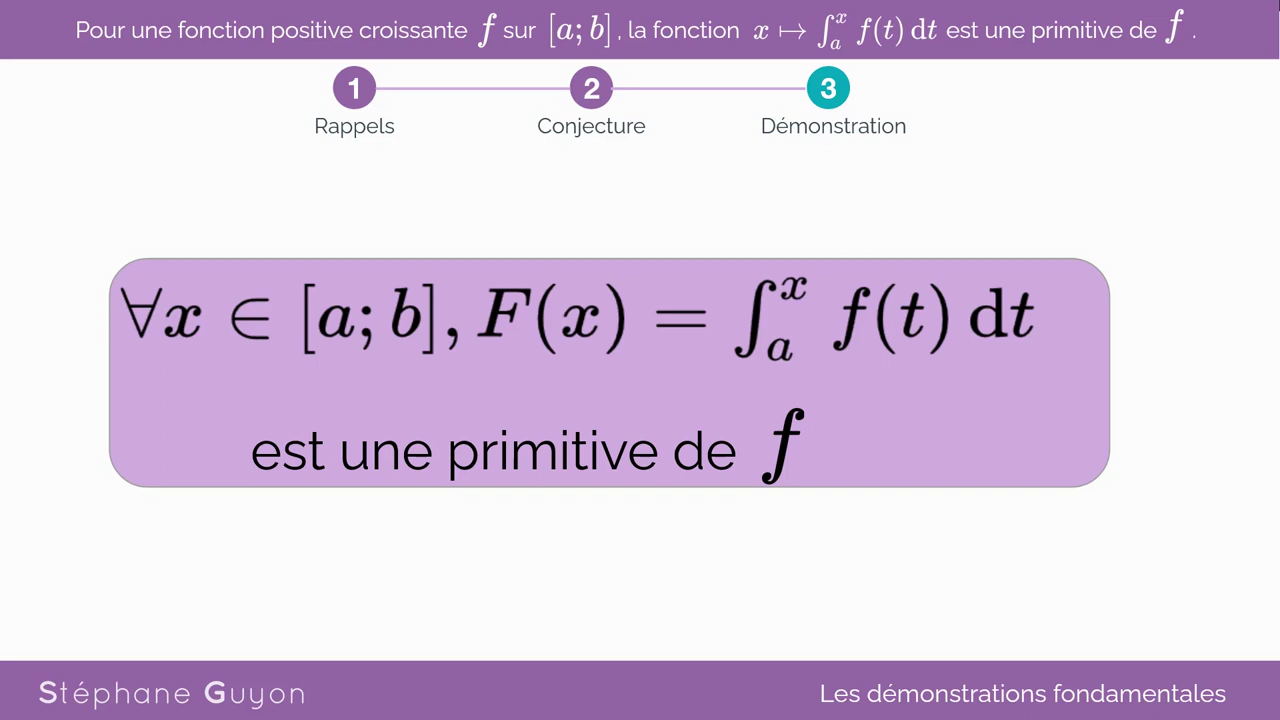 Pour une fonction positive croissante f sur [a; b], la fonction x ↦ ∫ₐˣ f(t) dt est une primitive de f .
1 2 3
Rappels Conjecture Démonstration
∀x ∈ [a; b], F(x) = ∫ₐˣ f(t) dt
est une primitive de f
Stéphane Guyon Les démonstrations fondamentales